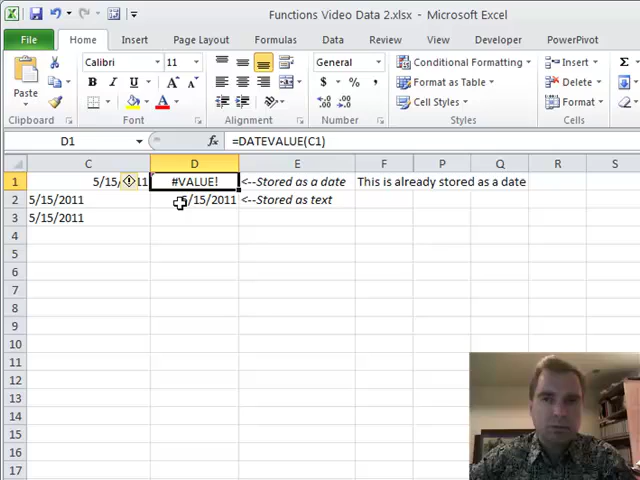 Functions Video Data 2.xlsx - Microsoft Excel
File Home Insert Page Layout Formulas Data Review View Developer PowerPivot
Calibri 11 General Conditional Formatting Insert Σ
Paste B I U $ % , Format as Table Delete
Cell Styles Format
Clipboard Font Alignment Number Styles Cells
D1 fx =DATEVALUE(C1)
C D E F P Q R S
1 5/15/ 11 #VALUE! <--Stored as a date This is already stored as a date
2 5/15/2011 5/15/2011 <--Stored as text
3 5/15/2011
4
5
6
7
8
9
10
11
12
13
14
15
16
17